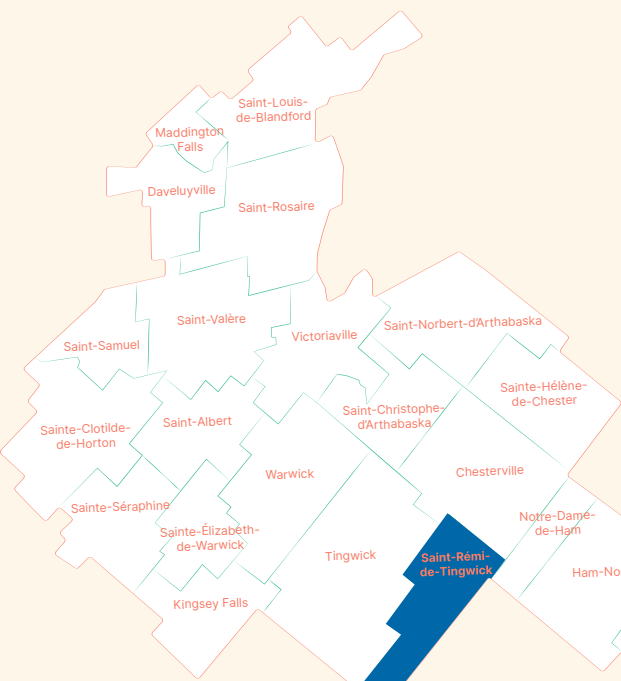 Saint-Louis-
de-Blandford
Maddington
Falls
Daveluyville
Saint-Rosaire
Saint-Valère
Victoriaville
Saint-Norbert-d'Arthabaska
Saint-Samuel
Sainte-Hélène-
de-Chester
Saint-Christophe-
d'Arthabaska
Sainte-Clotilde-
de-Horton
Saint-Albert
Warwick
Chesterville
Sainte-Séraphine
Notre-Dame-
de-Ham
Sainte-Élizabeth-
de-Warwick
Tingwick
Saint-Rémi-
de-Tingwick
Ham-No
Kingsey Falls